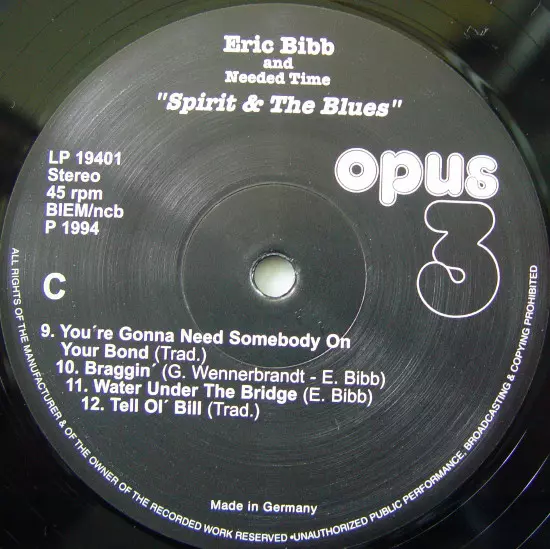 Eric Bibb
and
Needed Time
"Spirit & The Blues"
LP 19401
Stereo
45 rpm
BIEM/ncb
P 1994
opus
3
C
9. You´re Gonna Need Somebody On
Your Bond (Trad.)
10. Braggin´ (G. Wennerbrandt - E. Bibb)
11. Water Under The Bridge (E. Bibb)
12. Tell Ol´ Bill (Trad.)
Made in Germany
ALL RIGHTS OF THE MANUFACTURER & OF THE OWNER OF THE RECORDED WORK RESERVED •UNAUTHORIZED PUBLIC PERFORMANCE, BROADCASTING & COPYING PROHIBITED